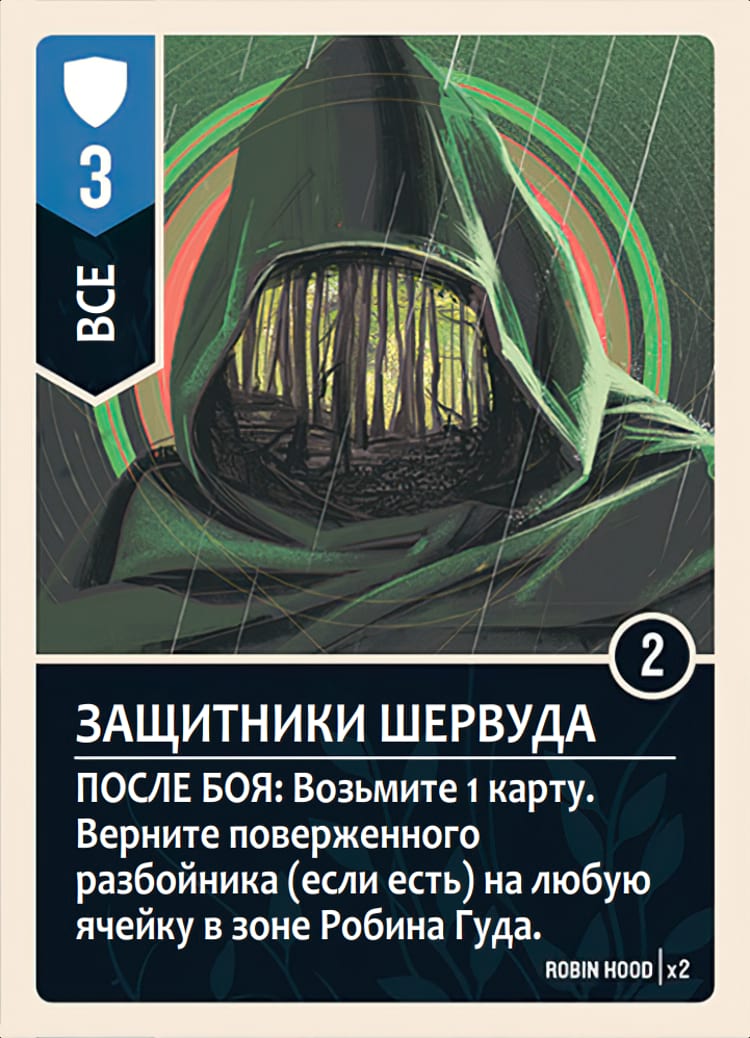 3
ВСЕ
2
ЗАЩИТНИКИ ШЕРВУДА
ПОСЛЕ БОЯ: Возьмите 1 карту.
Верните поверженного
разбойника (если есть) на любую
ячейку в зоне Робина Гуда.
ROBIN HOOD | x2